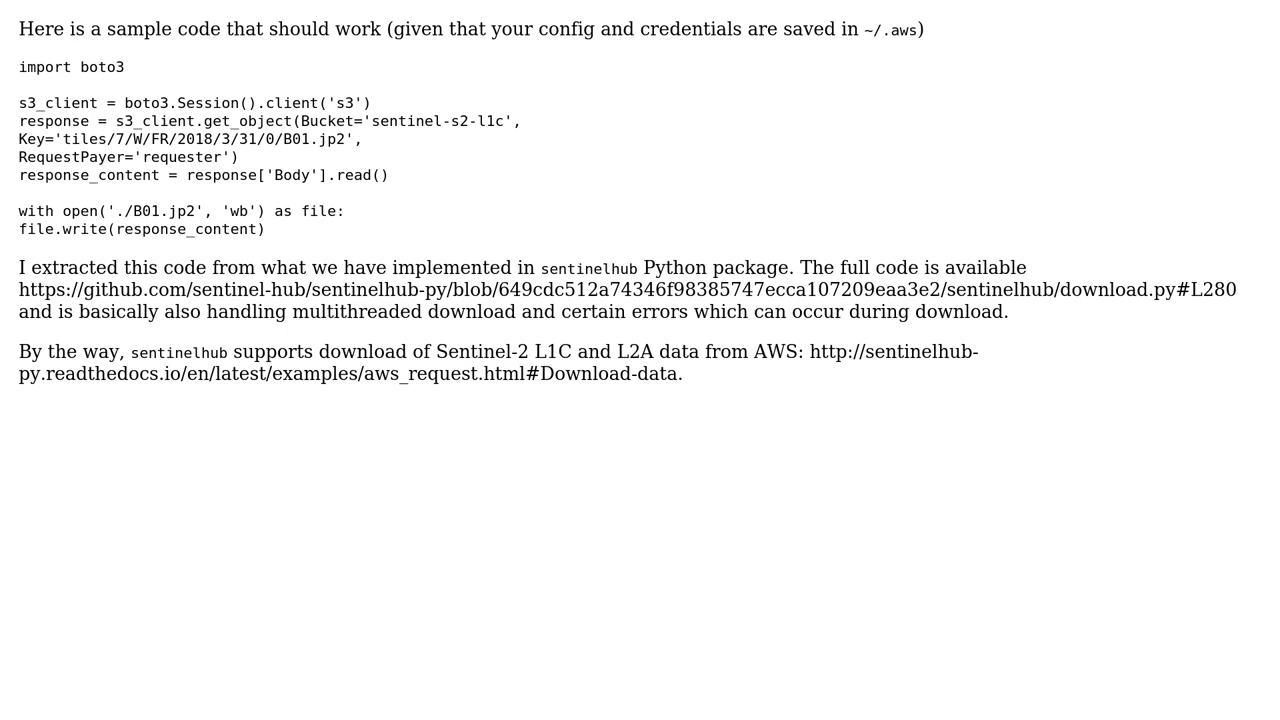 Here is a sample code that should work (given that your config and credentials are saved in ~/.aws)
import boto3
s3_client = boto3.Session().client('s3')
response = s3_client.get_object(Bucket='sentinel-s2-l1c',
Key='tiles/7/W/FR/2018/3/31/0/B01.jp2',
RequestPayer='requester')
response_content = response['Body'].read()
with open('./B01.jp2', 'wb') as file:
file.write(response_content)
I extracted this code from what we have implemented in sentinelhub Python package. The full code is available
https://github.com/sentinel-hub/sentinelhub-py/blob/649cdc512a74346f98385747ecca107209eaa3e2/sentinelhub/download.py#L280
and is basically also handling multithreaded download and certain errors which can occur during download.
By the way, sentinelhub supports download of Sentinel-2 L1C and L2A data from AWS: http://sentinelhub-
py.readthedocs.io/en/latest/examples/aws_request.html#Download-data.